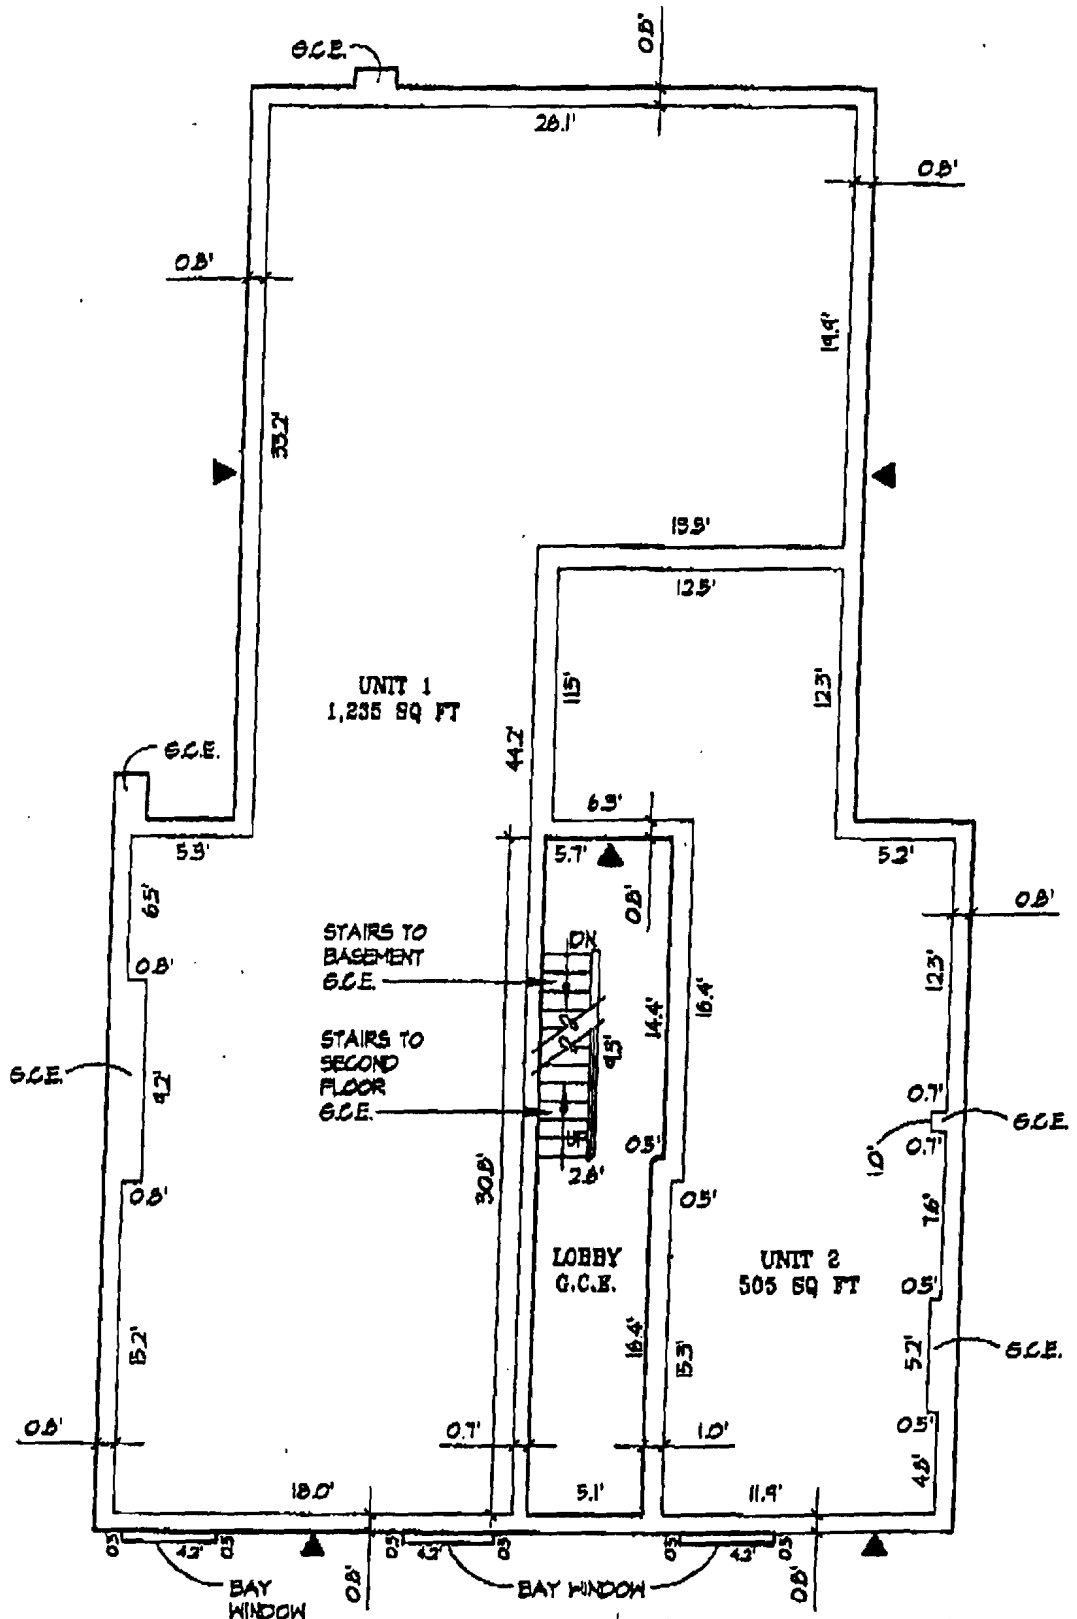 0.8'
G.C.E.
28.1'
0.8'
0.8'
19.9'
33.2'
13.3'
12.5'
11.5'
12.3'
UNIT 1
1,235 SQ FT
44.2'
G.C.E.
6.3'
5.3'
5.7'
5.2'
6.5'
0.8'
0.8'
STAIRS TO
BASEMENT
G.C.E.
DN
0.8'
12.3'
14.4'
16.4'
STAIRS TO
SECOND
FLOOR
G.C.E.
9.5'
G.C.E.
9.2'
0.7'
G.C.E.
0.7'
1.0'
UP
0.5'
2.8'
0.8'
30.8'
0.5'
7.6'
LOBBY
G.C.E.
UNIT 2
505 SQ FT
0.5'
5.2'
G.C.E.
15.2'
16.4'
15.3'
0.5'
4.8'
0.8'
0.7'
1.0'
18.0'
5.1'
11.9'
0.5
4.2'
0.5
4.2'
0.5
0.5
4.2'
0.5
0.8'
0.8'
BAY
WINDOW
BAY WINDOW